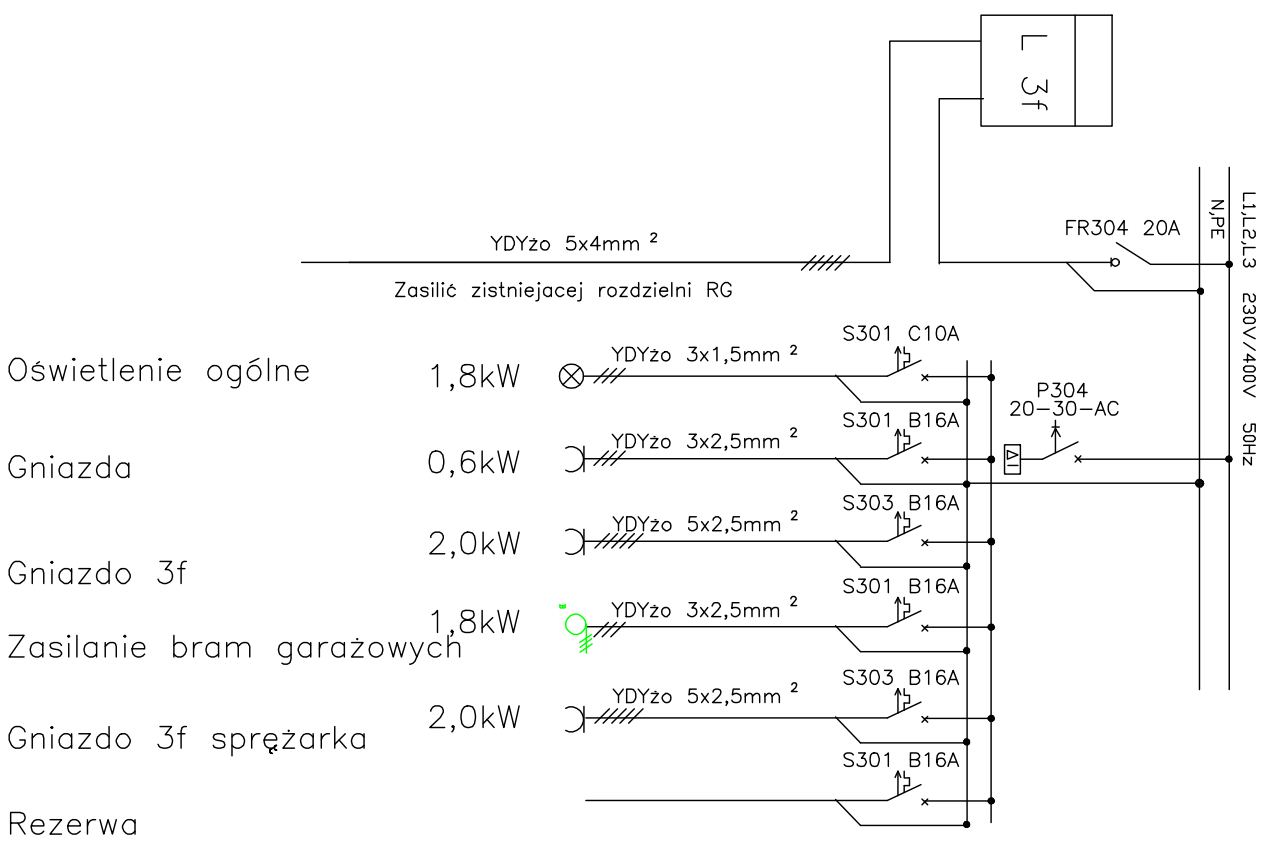 L 3f
L1,L2,L3 230V/400V 50Hz
N,PE
FR304 20A
YDYżo 5x4mm ²
Zasilić zistniejacej rozdzielni RG
Oświetlenie ogólne 1,8kW YDYżo 3x1,5mm ² S301 C10A
P304
20-30-AC
ΔI
Gniazda 0,6kW YDYżo 3x2,5mm ² S301 B16A
Gniazdo 3f 2,0kW YDYżo 5x2,5mm ² S303 B16A
Zasilanie bram garażowych 1,8kW YDYżo 3x2,5mm ² S301 B16A
Gniazdo 3f sprężarka 2,0kW YDYżo 5x2,5mm ² S303 B16A
Rezerwa S301 B16A